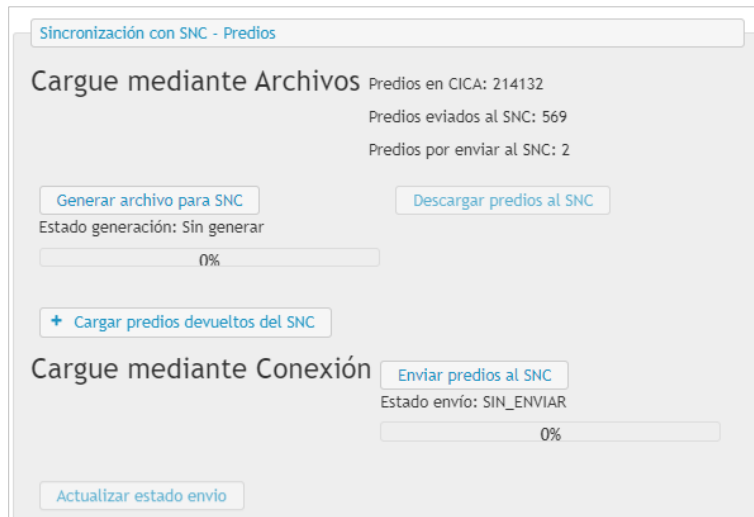 Sincronización con SNC - Predios
Cargue mediante Archivos
Predios en CICA: 214132
Predios eviados al SNC: 569
Predios por enviar al SNC: 2
Generar archivo para SNC
Descargar predios al SNC
Estado generación: Sin generar
0%
+ Cargar predios devueltos del SNC
Cargue mediante Conexión
Enviar predios al SNC
Estado envío: SIN_ENVIAR
0%
Actualizar estado envio